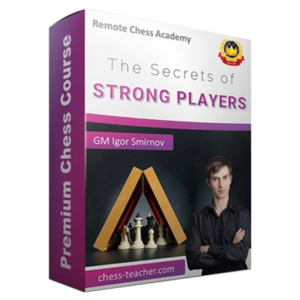 Remote Chess Academy
The Secrets of
STRONG PLAYERS
GM Igor Smirnov
chess-teacher.com
Premium Chess Course